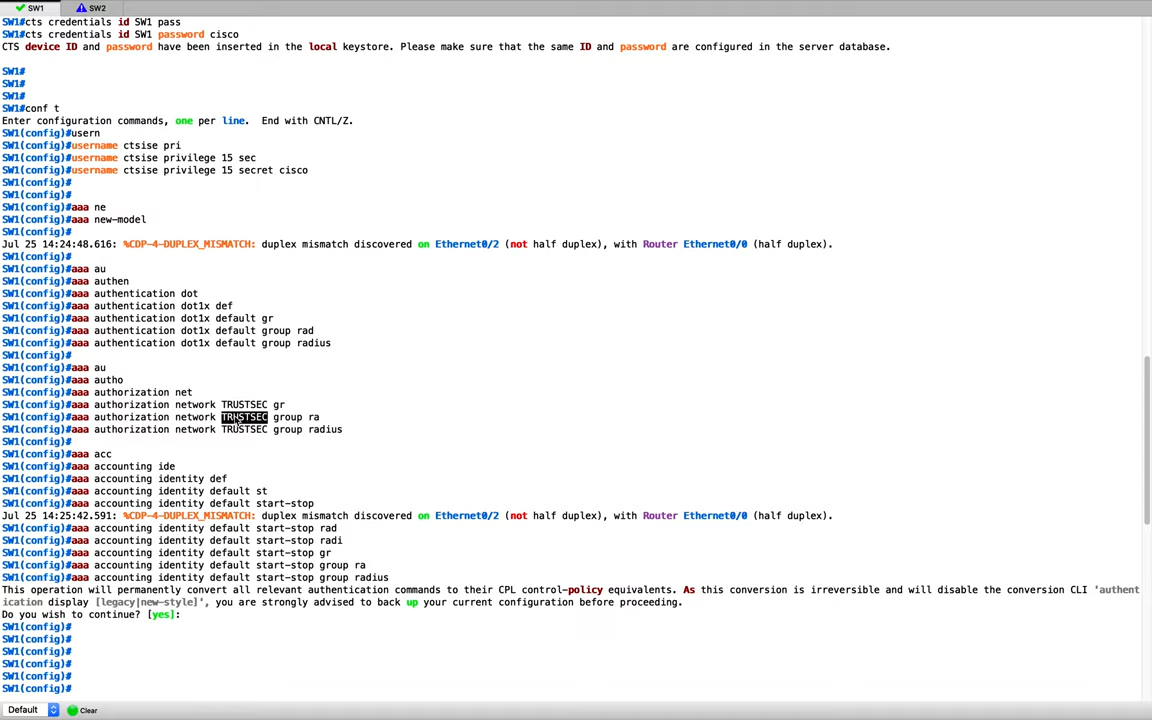 SW1 SW2
SW1#cts credentials id SW1 pass
SW1#cts credentials id SW1 password cisco
CTS device ID and password have been inserted in the local keystore. Please make sure that the same ID and password are configured in the server database.
SW1#
SW1#
SW1#
SW1#conf t
Enter configuration commands, one per line.  End with CNTL/Z.
SW1(config)#usern
SW1(config)#username ctsise pri
SW1(config)#username ctsise privilege 15 sec
SW1(config)#username ctsise privilege 15 secret cisco
SW1(config)#
SW1(config)#
SW1(config)#aaa ne
SW1(config)#aaa new-model
SW1(config)#
Jul 25 14:24:48.616: %CDP-4-DUPLEX_MISMATCH: duplex mismatch discovered on Ethernet0/2 (not half duplex), with Router Ethernet0/0 (half duplex).
SW1(config)#
SW1(config)#aaa au
SW1(config)#aaa authen
SW1(config)#aaa authentication dot
SW1(config)#aaa authentication dot1x def
SW1(config)#aaa authentication dot1x default gr
SW1(config)#aaa authentication dot1x default group rad
SW1(config)#aaa authentication dot1x default group radius
SW1(config)#
SW1(config)#aaa au
SW1(config)#aaa autho
SW1(config)#aaa authorization net
SW1(config)#aaa authorization network TRUSTSEC gr
SW1(config)#aaa authorization network TRUSTSEC group ra
SW1(config)#aaa authorization network TRUSTSEC group radius
SW1(config)#
SW1(config)#aaa acc
SW1(config)#aaa accounting ide
SW1(config)#aaa accounting identity def
SW1(config)#aaa accounting identity default st
SW1(config)#aaa accounting identity default start-stop
Jul 25 14:25:42.591: %CDP-4-DUPLEX_MISMATCH: duplex mismatch discovered on Ethernet0/2 (not half duplex), with Router Ethernet0/0 (half duplex).
SW1(config)#aaa accounting identity default start-stop rad
SW1(config)#aaa accounting identity default start-stop radi
SW1(config)#aaa accounting identity default start-stop gr
SW1(config)#aaa accounting identity default start-stop group ra
SW1(config)#aaa accounting identity default start-stop group radius
This operation will permanently convert all relevant authentication commands to their CPL control-policy equivalents. As this conversion is irreversible and will disable the conversion CLI 'authent
ication display [legacy|new-style]', you are strongly advised to back up your current configuration before proceeding.
Do you wish to continue? [yes]:
SW1(config)#
SW1(config)#
SW1(config)#
SW1(config)#
SW1(config)#
SW1(config)#
Default Clear